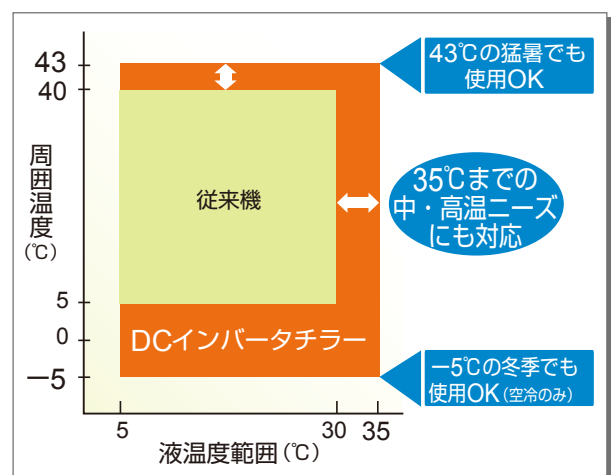 43
40
周囲温度
(℃)
5
0
−5
従来機
DCインバータチラー
43℃の猛暑でも
使用OK
35℃までの
中・高温ニーズ
にも対応
−5℃の冬季でも
使用OK(空冷のみ)
5
30
35
液温度範囲(℃)